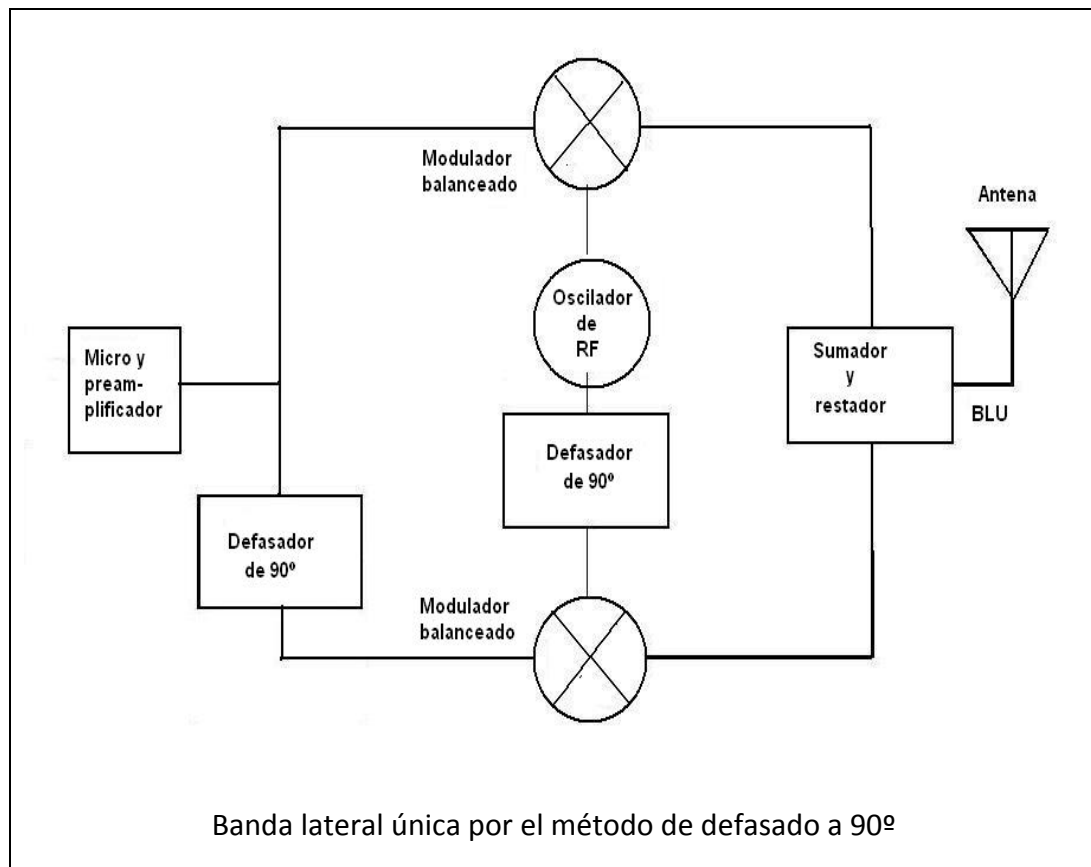 Modulador
balanceado
Antena
Oscilador
de
RF
Micro y
pream-
plificador
Sumador
y
restador
BLU
Defasador
de 90º
Defasador
de 90º
Modulador
balanceado
Banda lateral única por el método de defasado a 90º